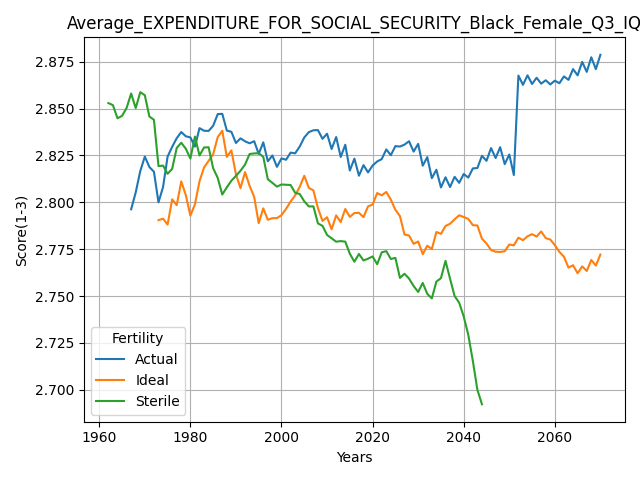 Average_EXPENDITURE_FOR_SOCIAL_SECURITY_Black_Female_Q3_IQ
2.875
2.850
2.825
2.800
2.775
2.750
2.725
2.700
Score(1-3)
Fertility
Actual
Ideal
Sterile
1960 1980 2000 2020 2040 2060
Years